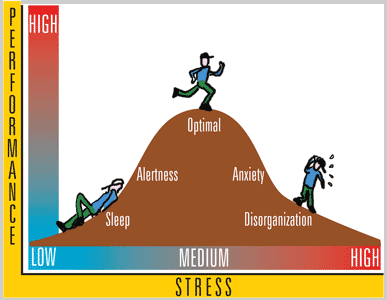 PERFORMANCE
HIGH
Optimal
Alertness
Anxiety
Sleep
Disorganization
LOW
MEDIUM
HIGH
STRESS